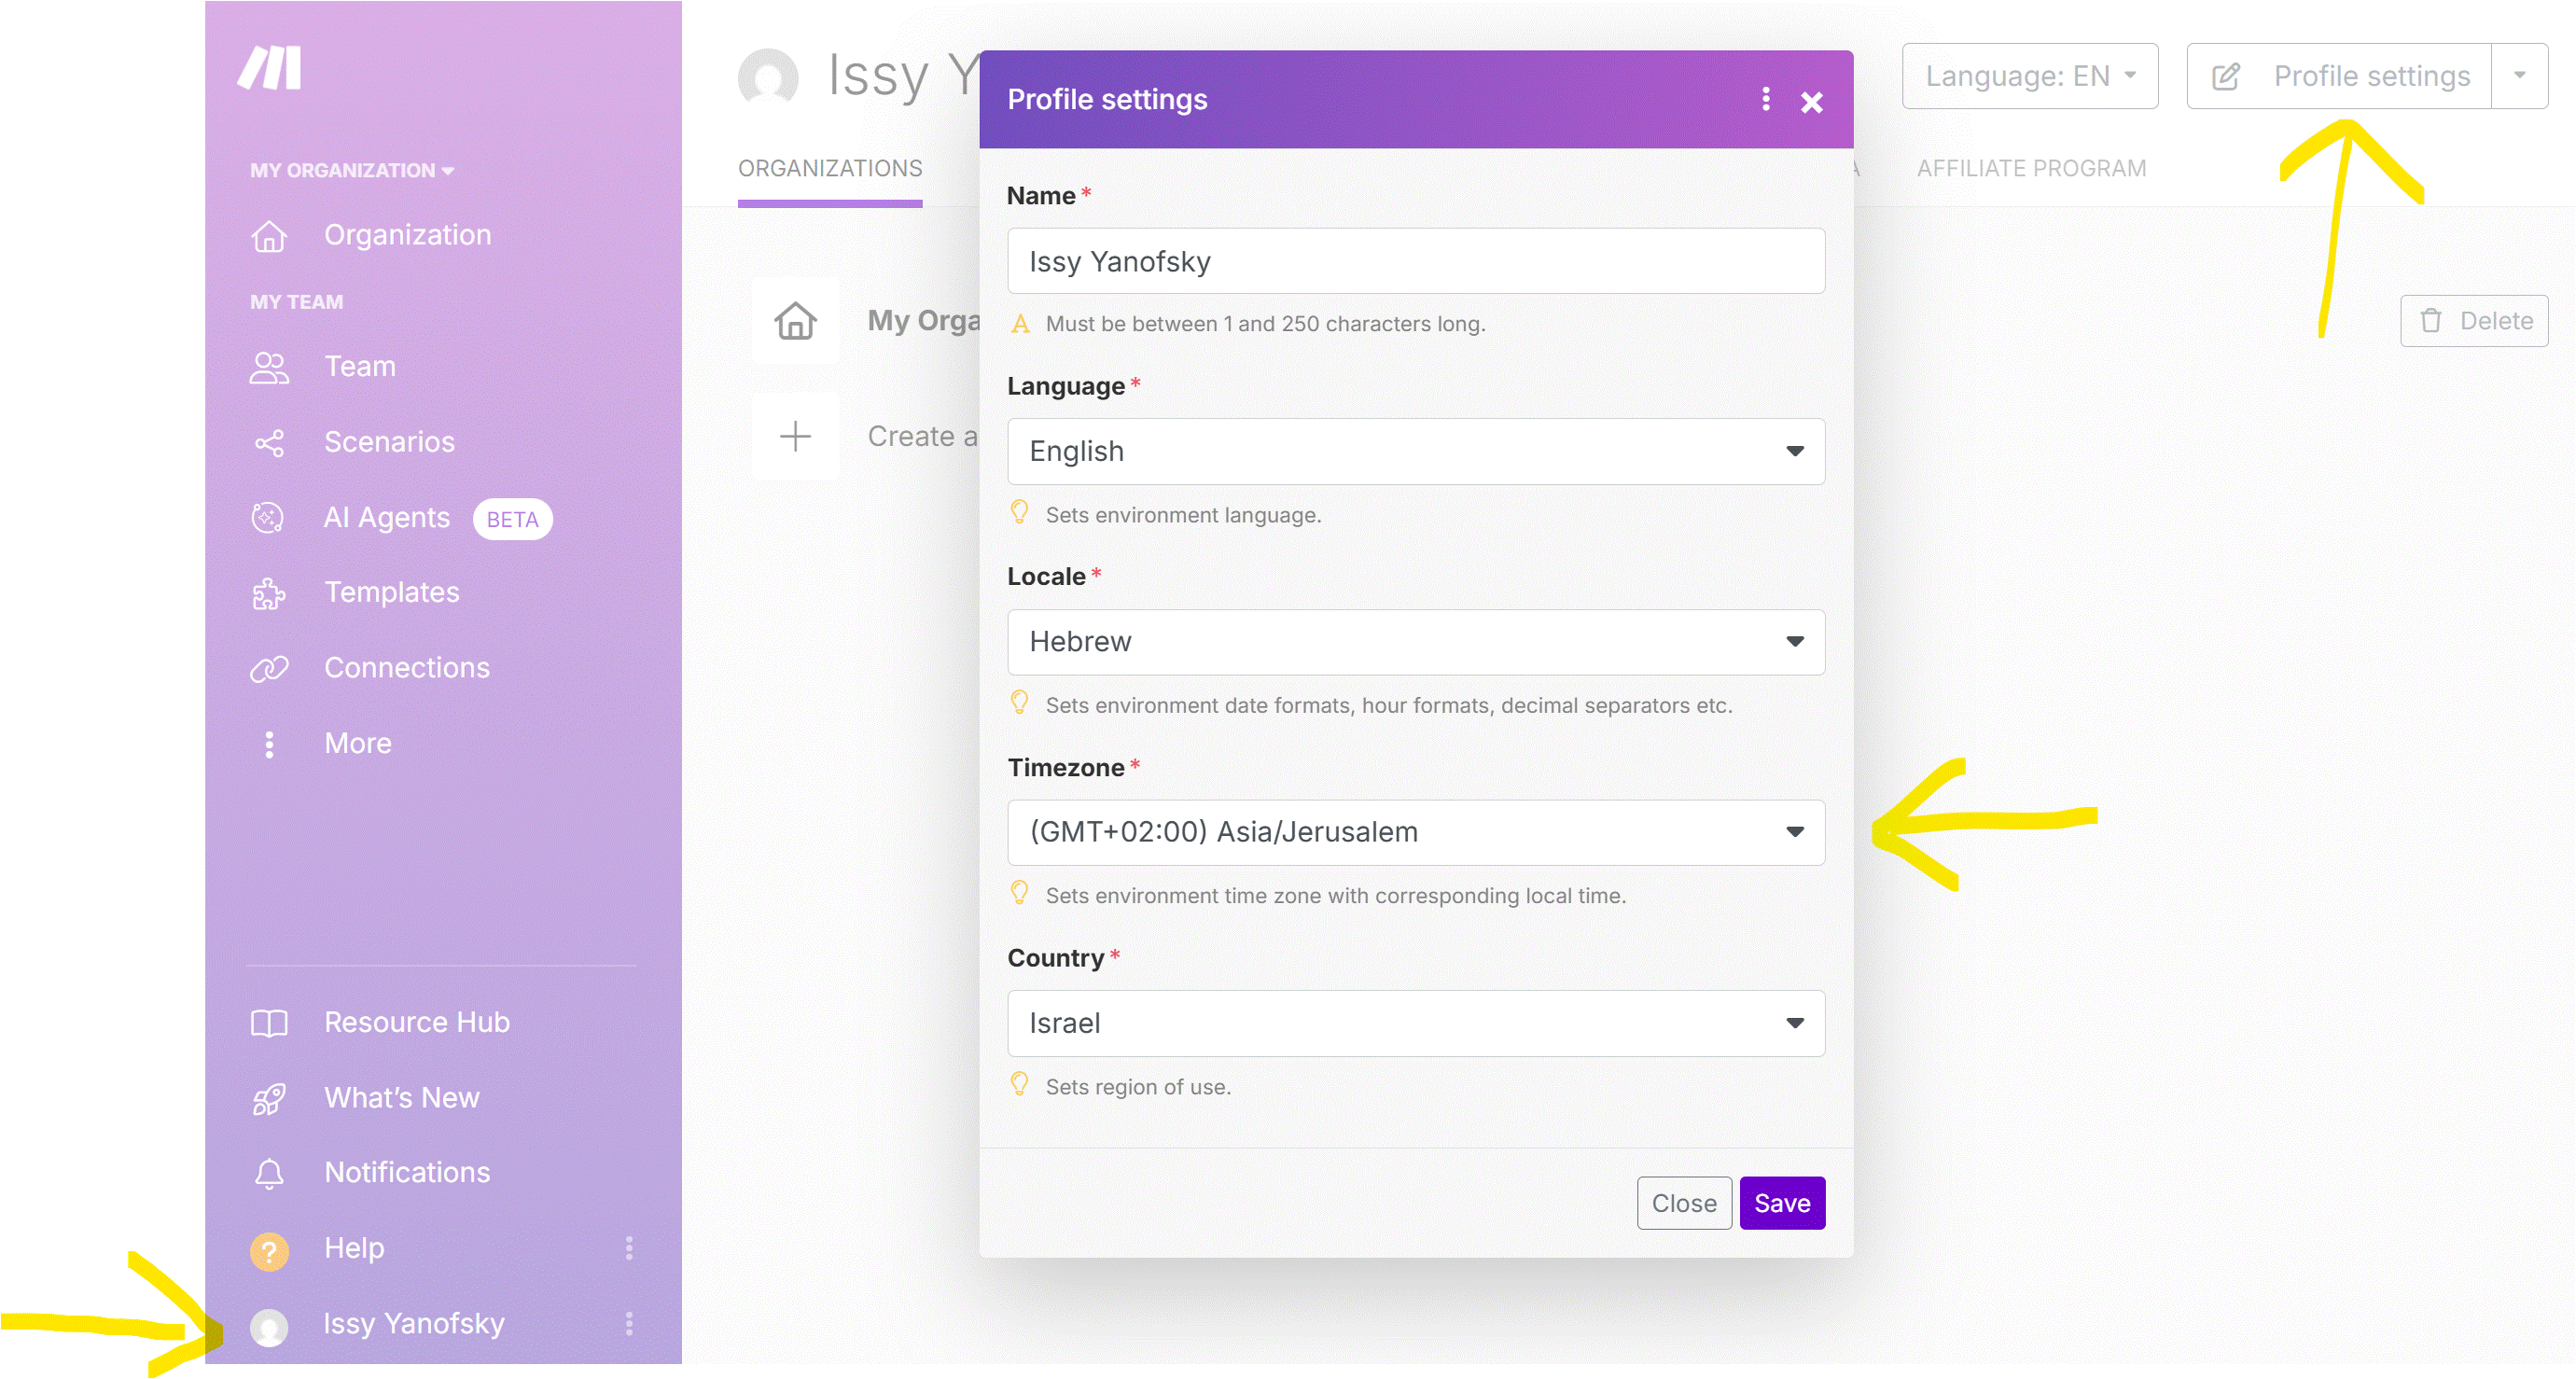 MY ORGANIZATION
Organization
MY TEAM
Team
Scenarios
AI Agents BETA
Templates
Connections
More
Resource Hub
What's New
Notifications
? Help
Issy Yanofsky
Issy Y
Language: EN
Profile settings
ORGANIZATIONS
AFFILIATE PROGRAM
My Orga
Create a
Delete
Profile settings
Name *
Issy Yanofsky
A Must be between 1 and 250 characters long.
Language *
English
Sets environment language.
Locale *
Hebrew
Sets environment date formats, hour formats, decimal separators etc.
Timezone *
(GMT+02:00) Asia/Jerusalem
Sets environment time zone with corresponding local time.
Country *
Israel
Sets region of use.
Close
Save